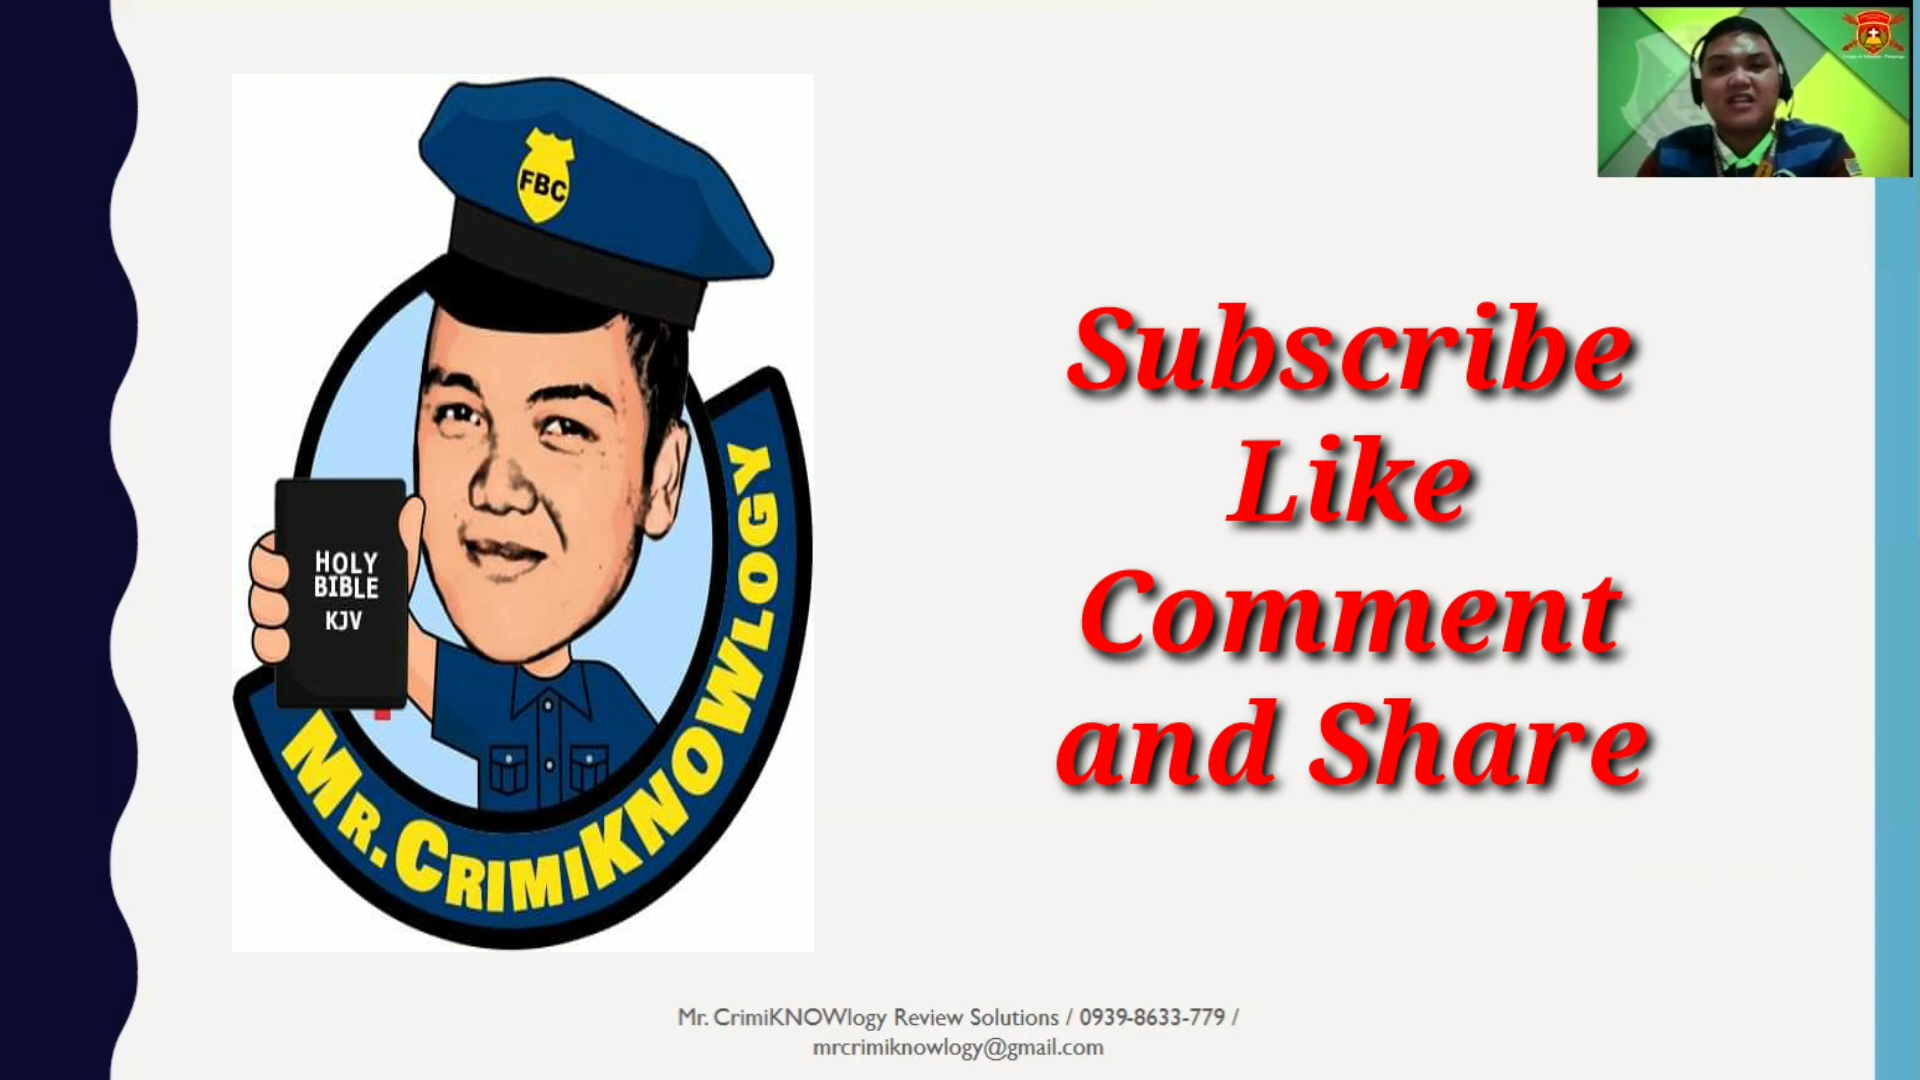 FBC
HOLY
BIBLE
KJV
MR. CRIMIKNOWLOGY
Subscribe
Like
Comment
and Share
Mr. CrimiKNOWlogy Review Solutions / 0939-8633-779 /
mrcrimiknowlogy@gmail.com